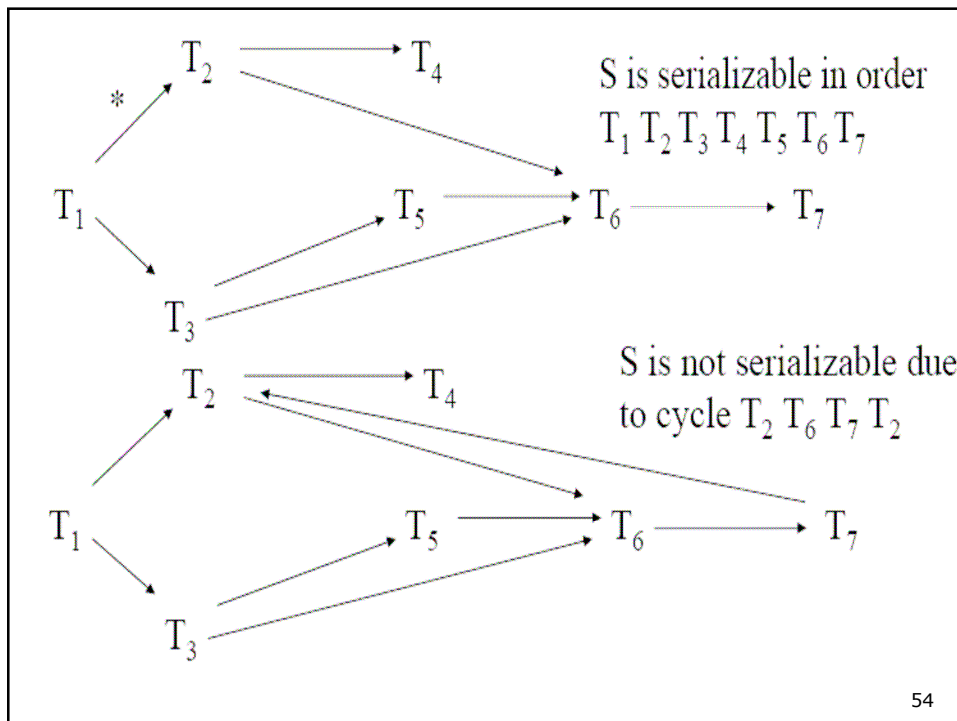 T₂ T₄
S is serializable in order
T₁ T₂ T₃ T₄ T₅ T₆ T₇
*
T₁ T₅ T₆ T₇
T₃
T₂ T₄
S is not serializable due
to cycle T₂ T₆ T₇ T₂
T₁ T₅ T₆ T₇
T₃
54